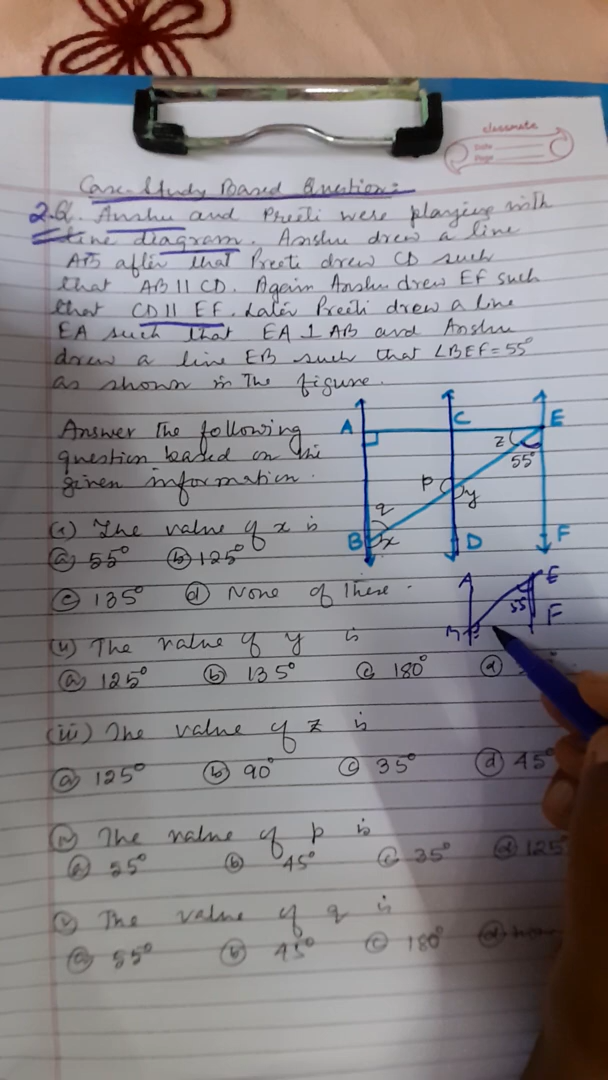 classmate
Date
Page
Case Study Based Question:
2.Q. Anshu and Preeti were playing with
line diagram. Anshu drew a line
AB after that Preeti drew CD such
that AB || CD. Again Anshu drew EF such
that CD || EF. Later Preeti drew a line
EA such that EA ⊥ AB and Anshu
drew a line EB such that ∠BEF = 55°
as shown in The figure.
Answer The following
question based on the
given information.
A C E
z 55°
p y
q
B x D F
(i) The value of x is
(a) 55° (b) 125°
(c) 135° (d) None of These.
A E
55
F
B
(ii) The value of y is
(a) 125° (b) 135° (c) 180° (d)
(iii) The value of z is
(a) 125° (b) 90° (c) 35° (d) 45°
(iv) The value of p is
(a) 55° (b) 45° (c) 35° (d) 125°
(v) The value of q is
(a) 55° (b) 45° (c) 180° (d)